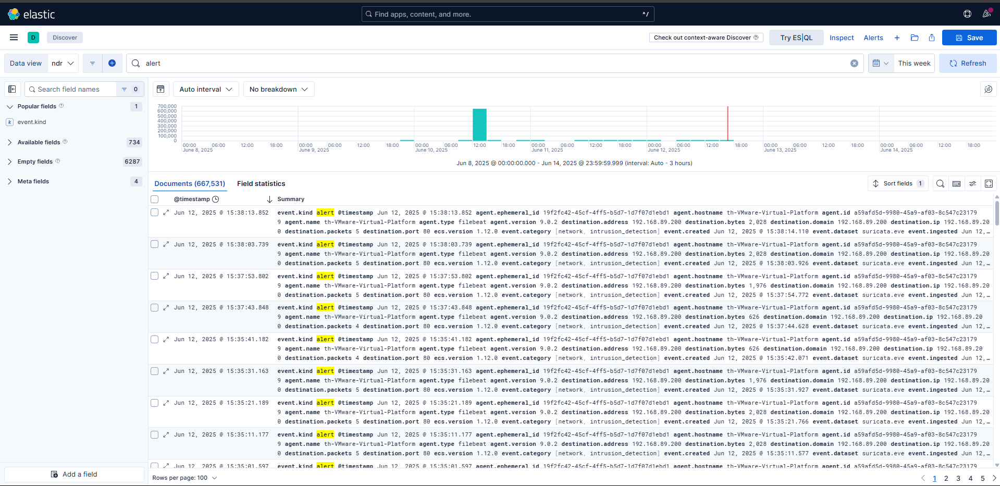 elastic
Find apps, content, and more.
^/
D
Discover
Check out context-aware Discover
Try ES|QL
Inspect
Alerts
Save
Data view
ndr
alert
This week
Refresh
Search field names
0
Auto interval
No breakdown
Popular fields
1
event.kind
Available fields
734
Empty fields
6287
Meta fields
4
700,000
600,000
500,000
400,000
300,000
200,000
100,000
0
00:00 06:00 12:00 18:00 00:00 06:00 12:00 18:00 00:00 06:00 12:00 18:00 00:00 06:00 12:00 18:00 00:00 06:00 12:00 18:00 00:00 06:00 12:00 18:00 00:00 06:00 12:00 18:00
June 8, 2025 June 9, 2025 June 10, 2025 June 11, 2025 June 12, 2025 June 13, 2025 June 14, 2025
Jun 8, 2025 @ 00:00:00.000 - Jun 14, 2025 @ 23:59:59.999 (interval: Auto - 3 hours)
Documents (667,531)
Field statistics
Sort fields 1
@timestamp
Summary
Jun 12, 2025 @ 15:38:13.852 event.kind alert @timestamp Jun 12, 2025 @ 15:38:13.852 agent.ephemeral_id 19f2fc42-45cf-4ff5-b5d7-1d7f07d1ebd1 agent.hostname th-VMware-Virtual-Platform agent.id a59afd5d-9980-45a9-af03-8c547c23179
9 agent.name th-VMware-Virtual-Platform agent.type filebeat agent.version 9.0.2 destination.address 192.168.89.200 destination.bytes 2,028 destination.domain 192.168.89.200 destination.ip 192.168.89.20
0 destination.packets 5 destination.port 80 ecs.version 1.12.0 event.category [network, intrusion_detection] event.created Jun 12, 2025 @ 15:38:14.110 event.dataset suricata.eve event.ingested Jun 12,…
Jun 12, 2025 @ 15:38:03.739 event.kind alert @timestamp Jun 12, 2025 @ 15:38:03.739 agent.ephemeral_id 19f2fc42-45cf-4ff5-b5d7-1d7f07d1ebd1 agent.hostname th-VMware-Virtual-Platform agent.id a59afd5d-9980-45a9-af03-8c547c23179
9 agent.name th-VMware-Virtual-Platform agent.type filebeat agent.version 9.0.2 destination.address 192.168.89.200 destination.bytes 2,028 destination.domain 192.168.89.200 destination.ip 192.168.89.20
0 destination.packets 5 destination.port 80 ecs.version 1.12.0 event.category [network, intrusion_detection] event.created Jun 12, 2025 @ 15:38:03.926 event.dataset suricata.eve event.ingested Jun 12,…
Jun 12, 2025 @ 15:37:53.802 event.kind alert @timestamp Jun 12, 2025 @ 15:37:53.802 agent.ephemeral_id 19f2fc42-45cf-4ff5-b5d7-1d7f07d1ebd1 agent.hostname th-VMware-Virtual-Platform agent.id a59afd5d-9980-45a9-af03-8c547c23179
9 agent.name th-VMware-Virtual-Platform agent.type filebeat agent.version 9.0.2 destination.address 192.168.89.200 destination.bytes 1,976 destination.domain 192.168.89.200 destination.ip 192.168.89.20
0 destination.packets 5 destination.port 80 ecs.version 1.12.0 event.category [network, intrusion_detection] event.created Jun 12, 2025 @ 15:37:54.772 event.dataset suricata.eve event.ingested Jun 12,…
Jun 12, 2025 @ 15:37:43.848 event.kind alert @timestamp Jun 12, 2025 @ 15:37:43.848 agent.ephemeral_id 19f2fc42-45cf-4ff5-b5d7-1d7f07d1ebd1 agent.hostname th-VMware-Virtual-Platform agent.id a59afd5d-9980-45a9-af03-8c547c23179
9 agent.name th-VMware-Virtual-Platform agent.type filebeat agent.version 9.0.2 destination.address 192.168.89.200 destination.bytes 626 destination.domain 192.168.89.200 destination.ip 192.168.89.20
0 destination.packets 4 destination.port 80 ecs.version 1.12.0 event.category [network, intrusion_detection] event.created Jun 12, 2025 @ 15:37:44.628 event.dataset suricata.eve event.ingested Jun 12,…
Jun 12, 2025 @ 15:35:41.182 event.kind alert @timestamp Jun 12, 2025 @ 15:35:41.182 agent.ephemeral_id 19f2fc42-45cf-4ff5-b5d7-1d7f07d1ebd1 agent.hostname th-VMware-Virtual-Platform agent.id a59afd5d-9980-45a9-af03-8c547c23179
9 agent.name th-VMware-Virtual-Platform agent.type filebeat agent.version 9.0.2 destination.address 192.168.89.200 destination.bytes 626 destination.domain 192.168.89.200 destination.ip 192.168.89.20
0 destination.packets 4 destination.port 80 ecs.version 1.12.0 event.category [network, intrusion_detection] event.created Jun 12, 2025 @ 15:35:42.071 event.dataset suricata.eve event.ingested Jun 12,…
Jun 12, 2025 @ 15:35:31.163 event.kind alert @timestamp Jun 12, 2025 @ 15:35:31.163 agent.ephemeral_id 19f2fc42-45cf-4ff5-b5d7-1d7f07d1ebd1 agent.hostname th-VMware-Virtual-Platform agent.id a59afd5d-9980-45a9-af03-8c547c23179
9 agent.name th-VMware-Virtual-Platform agent.type filebeat agent.version 9.0.2 destination.address 192.168.89.200 destination.bytes 1,976 destination.domain 192.168.89.200 destination.ip 192.168.89.20
0 destination.packets 5 destination.port 80 ecs.version 1.12.0 event.category [network, intrusion_detection] event.created Jun 12, 2025 @ 15:35:31.927 event.dataset suricata.eve event.ingested Jun 12,…
Jun 12, 2025 @ 15:35:21.189 event.kind alert @timestamp Jun 12, 2025 @ 15:35:21.189 agent.ephemeral_id 19f2fc42-45cf-4ff5-b5d7-1d7f07d1ebd1 agent.hostname th-VMware-Virtual-Platform agent.id a59afd5d-9980-45a9-af03-8c547c23179
9 agent.name th-VMware-Virtual-Platform agent.type filebeat agent.version 9.0.2 destination.address 192.168.89.200 destination.bytes 2,028 destination.domain 192.168.89.200 destination.ip 192.168.89.20
0 destination.packets 5 destination.port 80 ecs.version 1.12.0 event.category [network, intrusion_detection] event.created Jun 12, 2025 @ 15:35:21.766 event.dataset suricata.eve event.ingested Jun 12,…
Jun 12, 2025 @ 15:35:11.177 event.kind alert @timestamp Jun 12, 2025 @ 15:35:11.177 agent.ephemeral_id 19f2fc42-45cf-4ff5-b5d7-1d7f07d1ebd1 agent.hostname th-VMware-Virtual-Platform agent.id a59afd5d-9980-45a9-af03-8c547c23179
9 agent.name th-VMware-Virtual-Platform agent.type filebeat agent.version 9.0.2 destination.address 192.168.89.200 destination.bytes 2,028 destination.domain 192.168.89.200 destination.ip 192.168.89.20
0 destination.packets 5 destination.port 80 ecs.version 1.12.0 event.category [network, intrusion_detection] event.created Jun 12, 2025 @ 15:35:11.577 event.dataset suricata.eve event.ingested Jun 12,…
Jun 12, 2025 @ 15:35:01.597 event.kind alert @timestamp Jun 12, 2025 @ 15:35:01.597 agent.ephemeral_id 19f2fc42-45cf-4ff5-b5d7-1d7f07d1ebd1 agent.hostname th-VMware-Virtual-Platform agent.id a59afd5d-9980-45a9-af03-8c547c23179
Add a field
Rows per page: 100
1 2 3 4 5